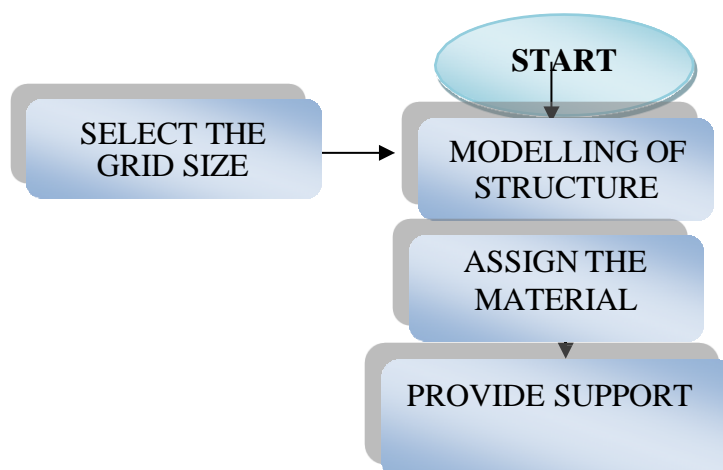 START
SELECT THE
GRID SIZE
MODELLING OF
STRUCTURE
ASSIGN THE
MATERIAL
PROVIDE SUPPORT